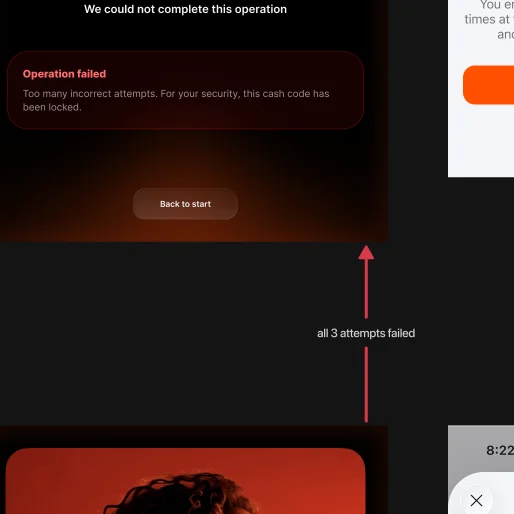 We could not complete this operation
Operation failed
Too many incorrect attempts. For your security, this cash code has
been locked.
Back to start
You
times at
and
all 3 attempts failed
8:22